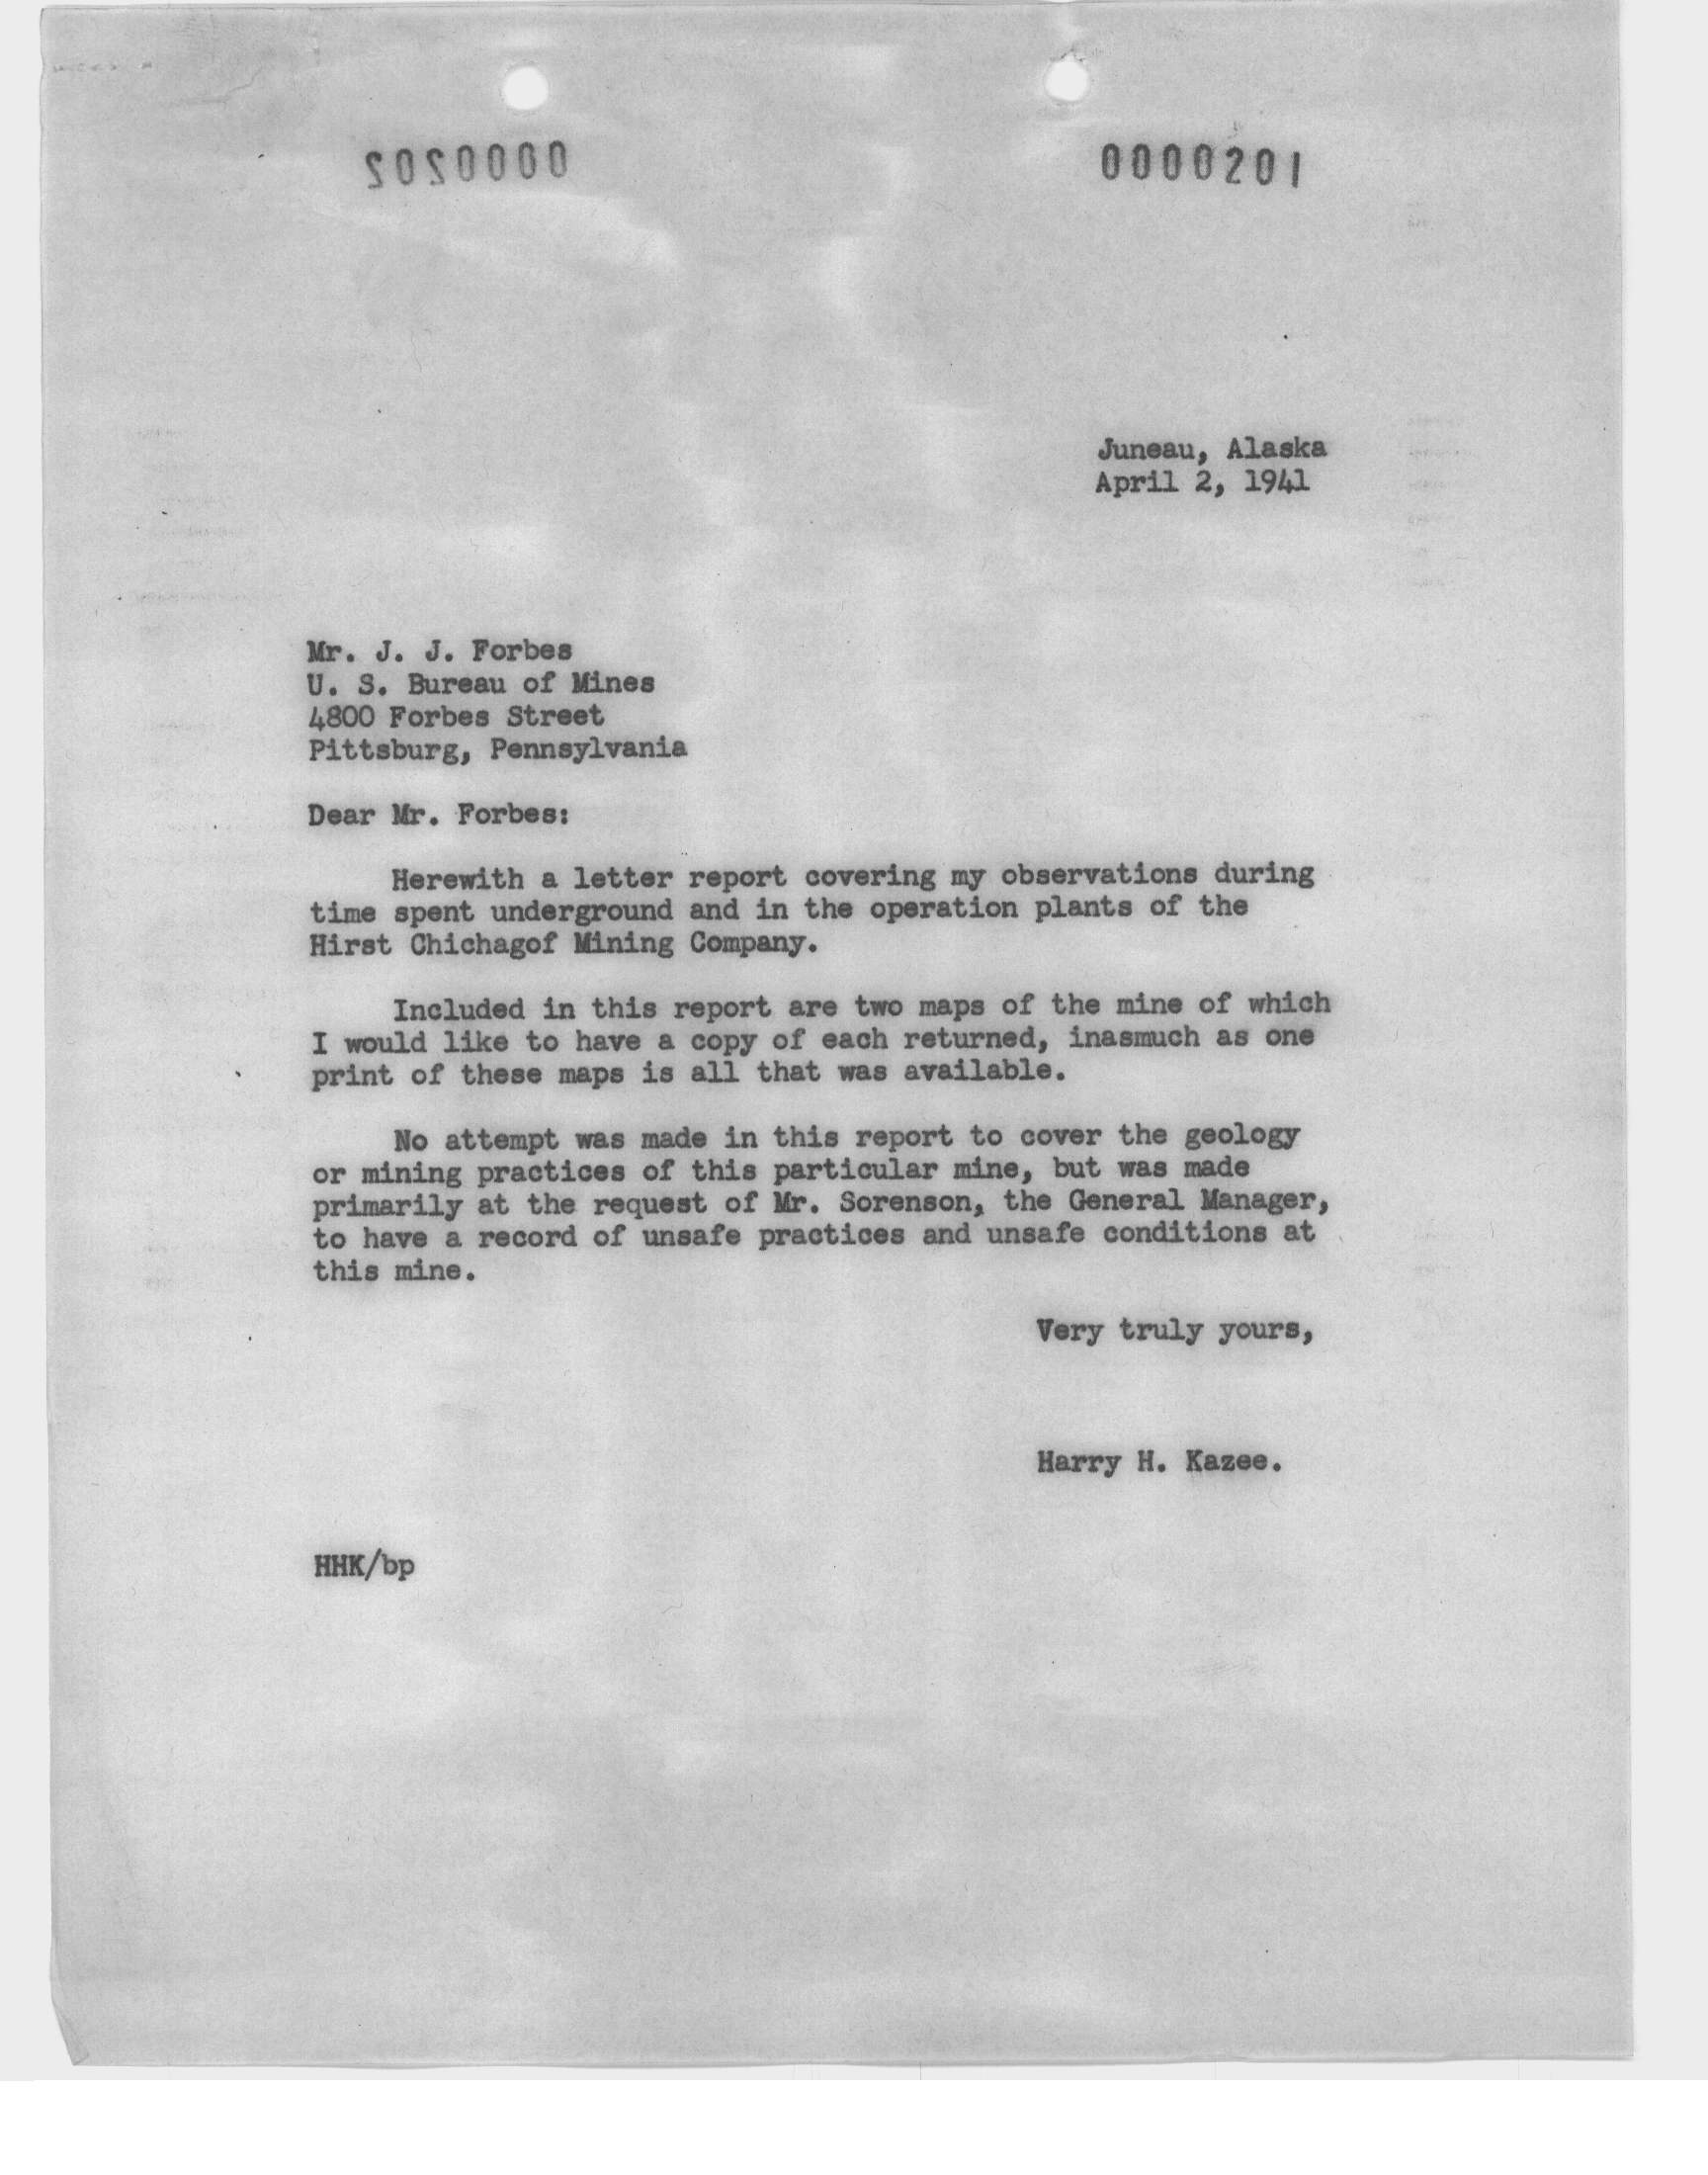 0000202
0000201
Juneau, Alaska
April 2, 1941
Mr. J. J. Forbes
U. S. Bureau of Mines
4800 Forbes Street
Pittsburg, Pennsylvania
Dear Mr. Forbes:
Herewith a letter report covering my observations during
time spent underground and in the operation plants of the
Hirst Chichagof Mining Company.
Included in this report are two maps of the mine of which
I would like to have a copy of each returned, inasmuch as one
print of these maps is all that was available.
No attempt was made in this report to cover the geology
or mining practices of this particular mine, but was made
primarily at the request of Mr. Sorenson, the General Manager,
to have a record of unsafe practices and unsafe conditions at
this mine.
Very truly yours,
Harry H. Kazee.
HHK/bp